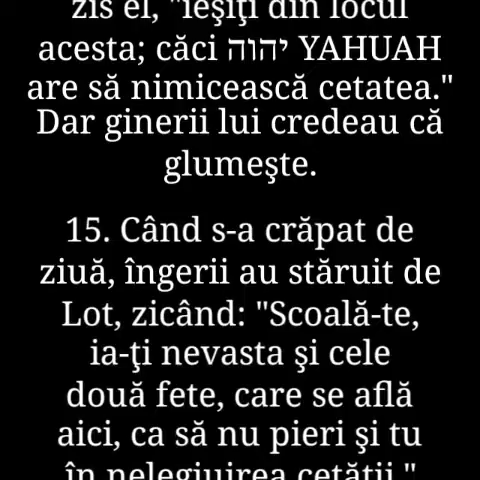 zis el, "ieşiţi din locul
acesta; căci יהוה YAHUAH
are să nimicească cetatea."
Dar ginerii lui credeau că
glumeşte.
15. Când s-a crăpat de
ziuă, îngerii au stăruit de
Lot, zicând: "Scoală-te,
ia-ţi nevasta şi cele
două fete, care se află
aici, ca să nu pieri şi tu
în nelegiuirea cetăţii."